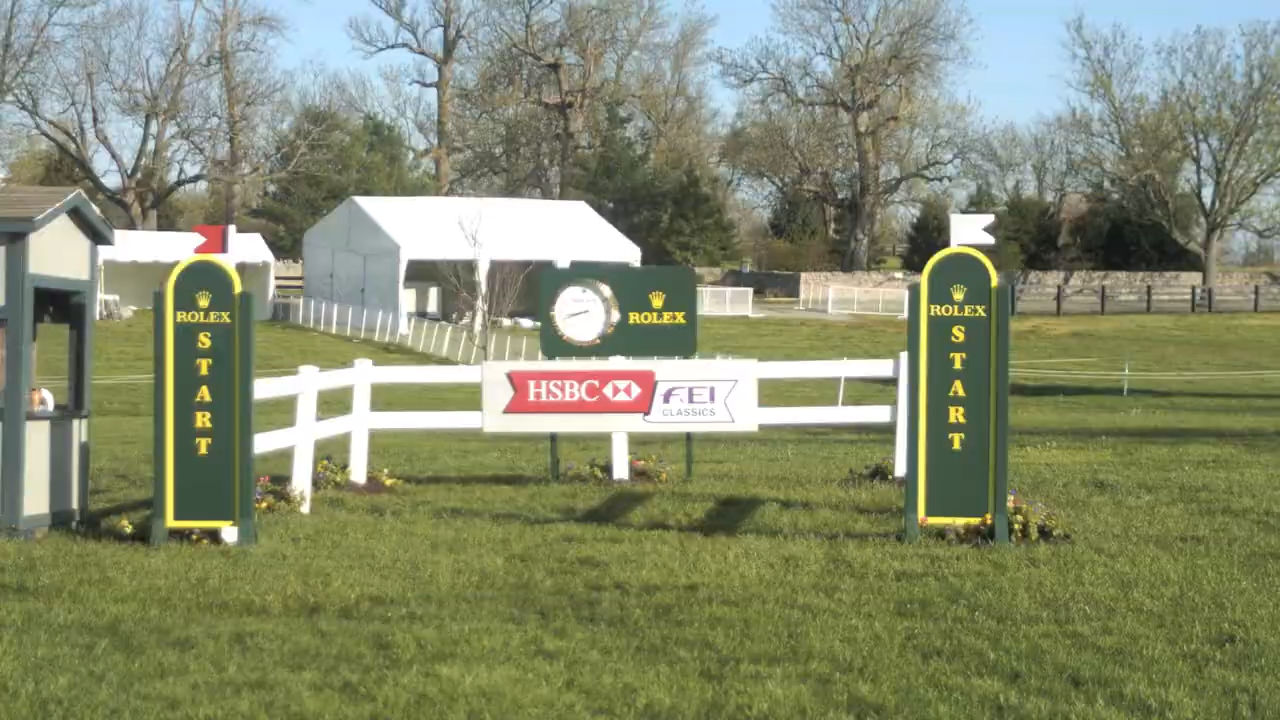 ROLEX
START
ROLEX
HSBC
FEI
CLASSICS
ROLEX
START